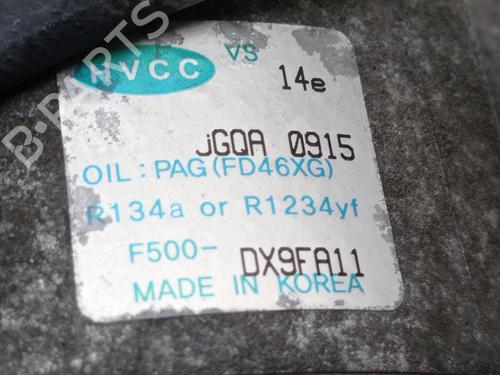 HVCC
VS
14e
jGQA 0915
OIL : PAG (FD46XG)
R134a or R1234yf
F500- DX9FA11
MADE IN KOREA
B-PARTS